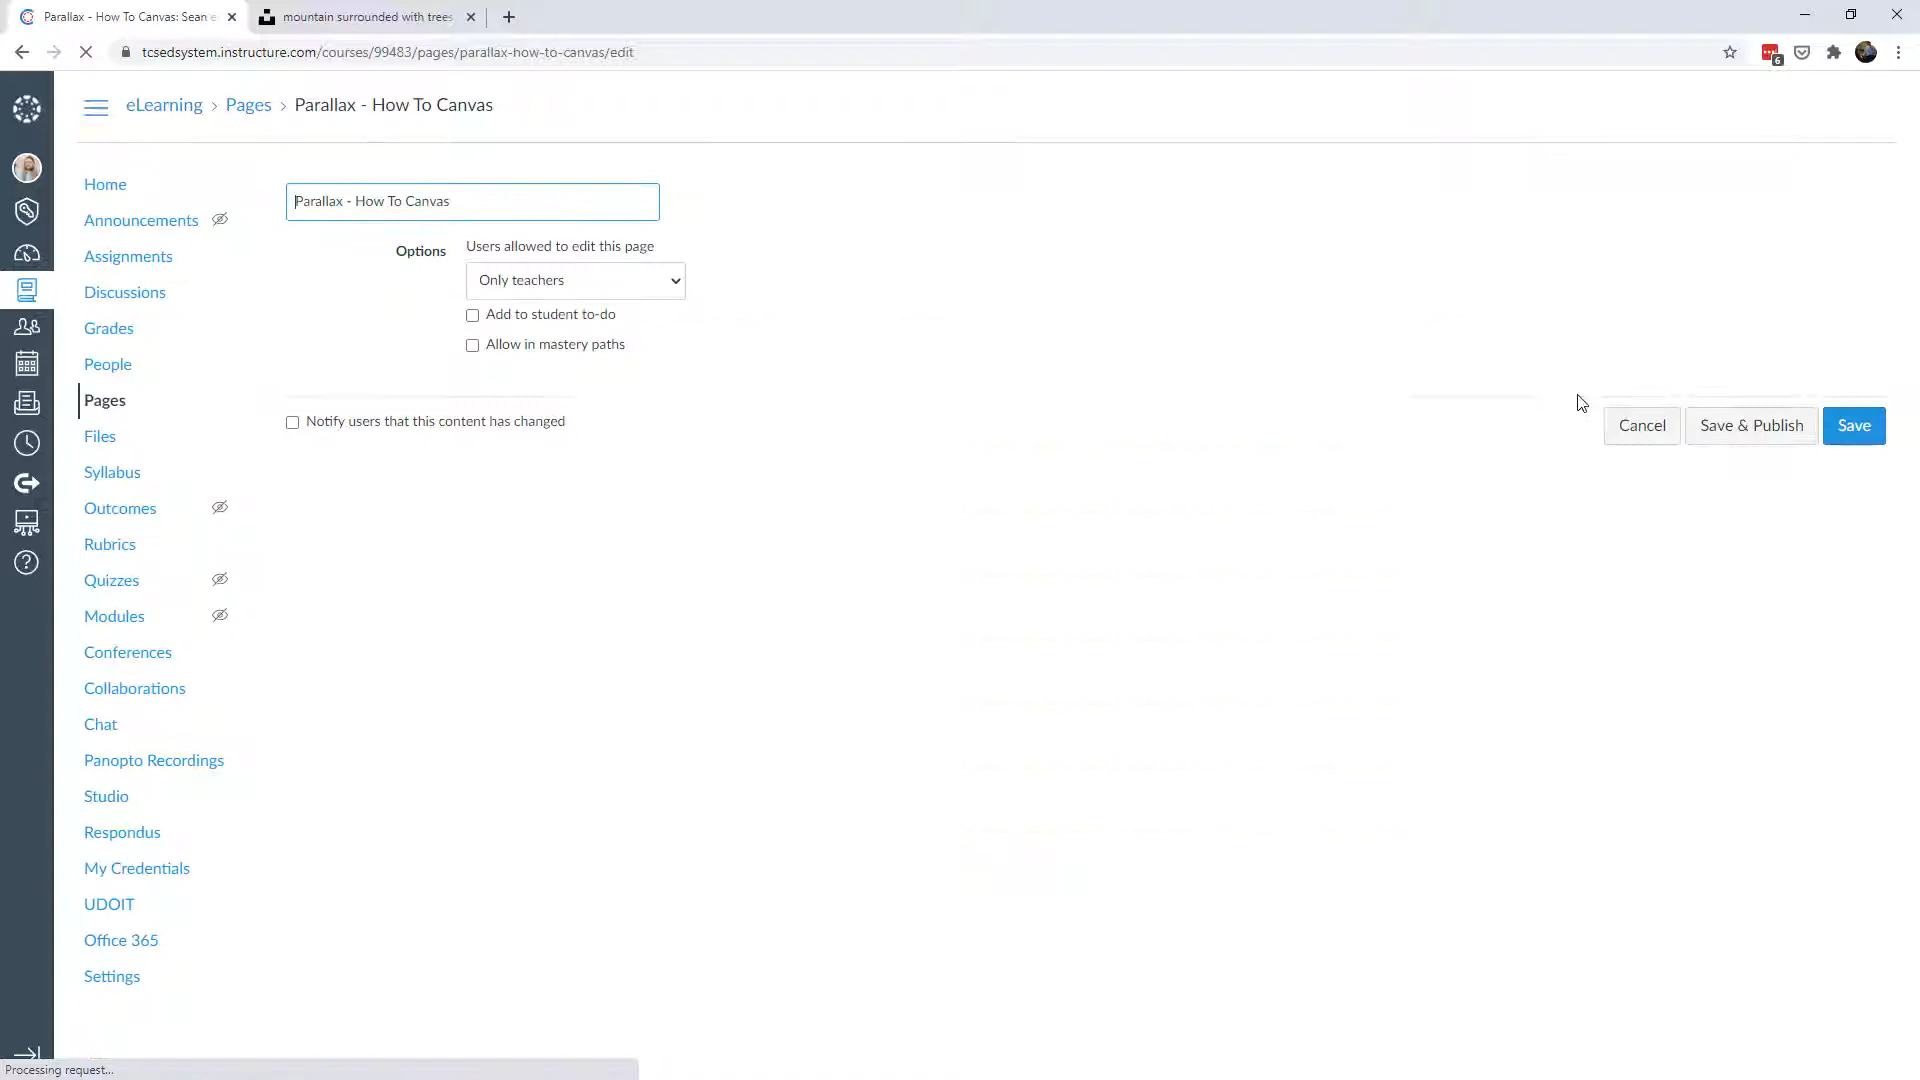 Parallax - How To Canvas: Sean e
mountain surrounded with trees
tcsedsystem.instructure.com/courses/99483/pages/parallax-how-to-canvas/edit
6
eLearning > Pages > Parallax - How To Canvas
Home
Announcements
Assignments
Discussions
Grades
People
Pages
Files
Syllabus
Outcomes
Rubrics
Quizzes
Modules
Conferences
Collaborations
Chat
Panopto Recordings
Studio
Respondus
My Credentials
UDOIT
Office 365
Settings
Parallax - How To Canvas
Options
Users allowed to edit this page
Only teachers
Add to student to-do
Allow in mastery paths
Notify users that this content has changed
Cancel
Save & Publish
Save
Processing request...